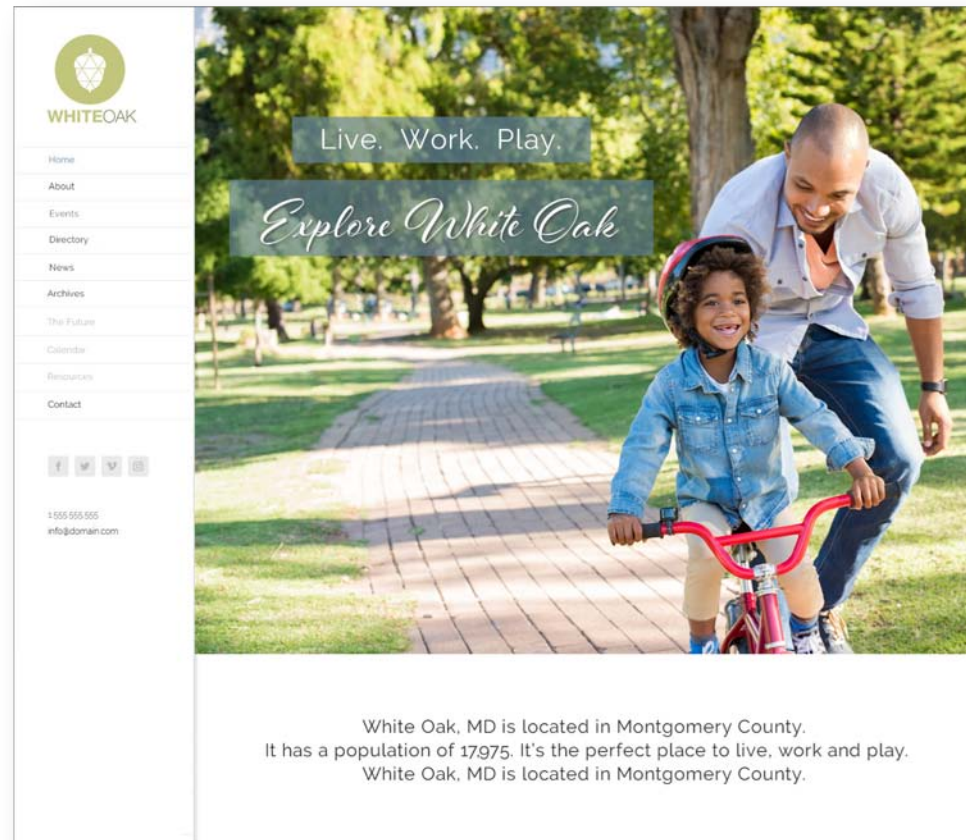 WHITEOAK
Home
About
Events
Directory
News
Archives
The Future
Calendar
Resources
Contact
1 555 555 555
info@domain.com
Live. Work. Play.
Explore White Oak
White Oak, MD is located in Montgomery County.
It has a population of 17,975. It's the perfect place to live, work and play.
White Oak, MD is located in Montgomery County.